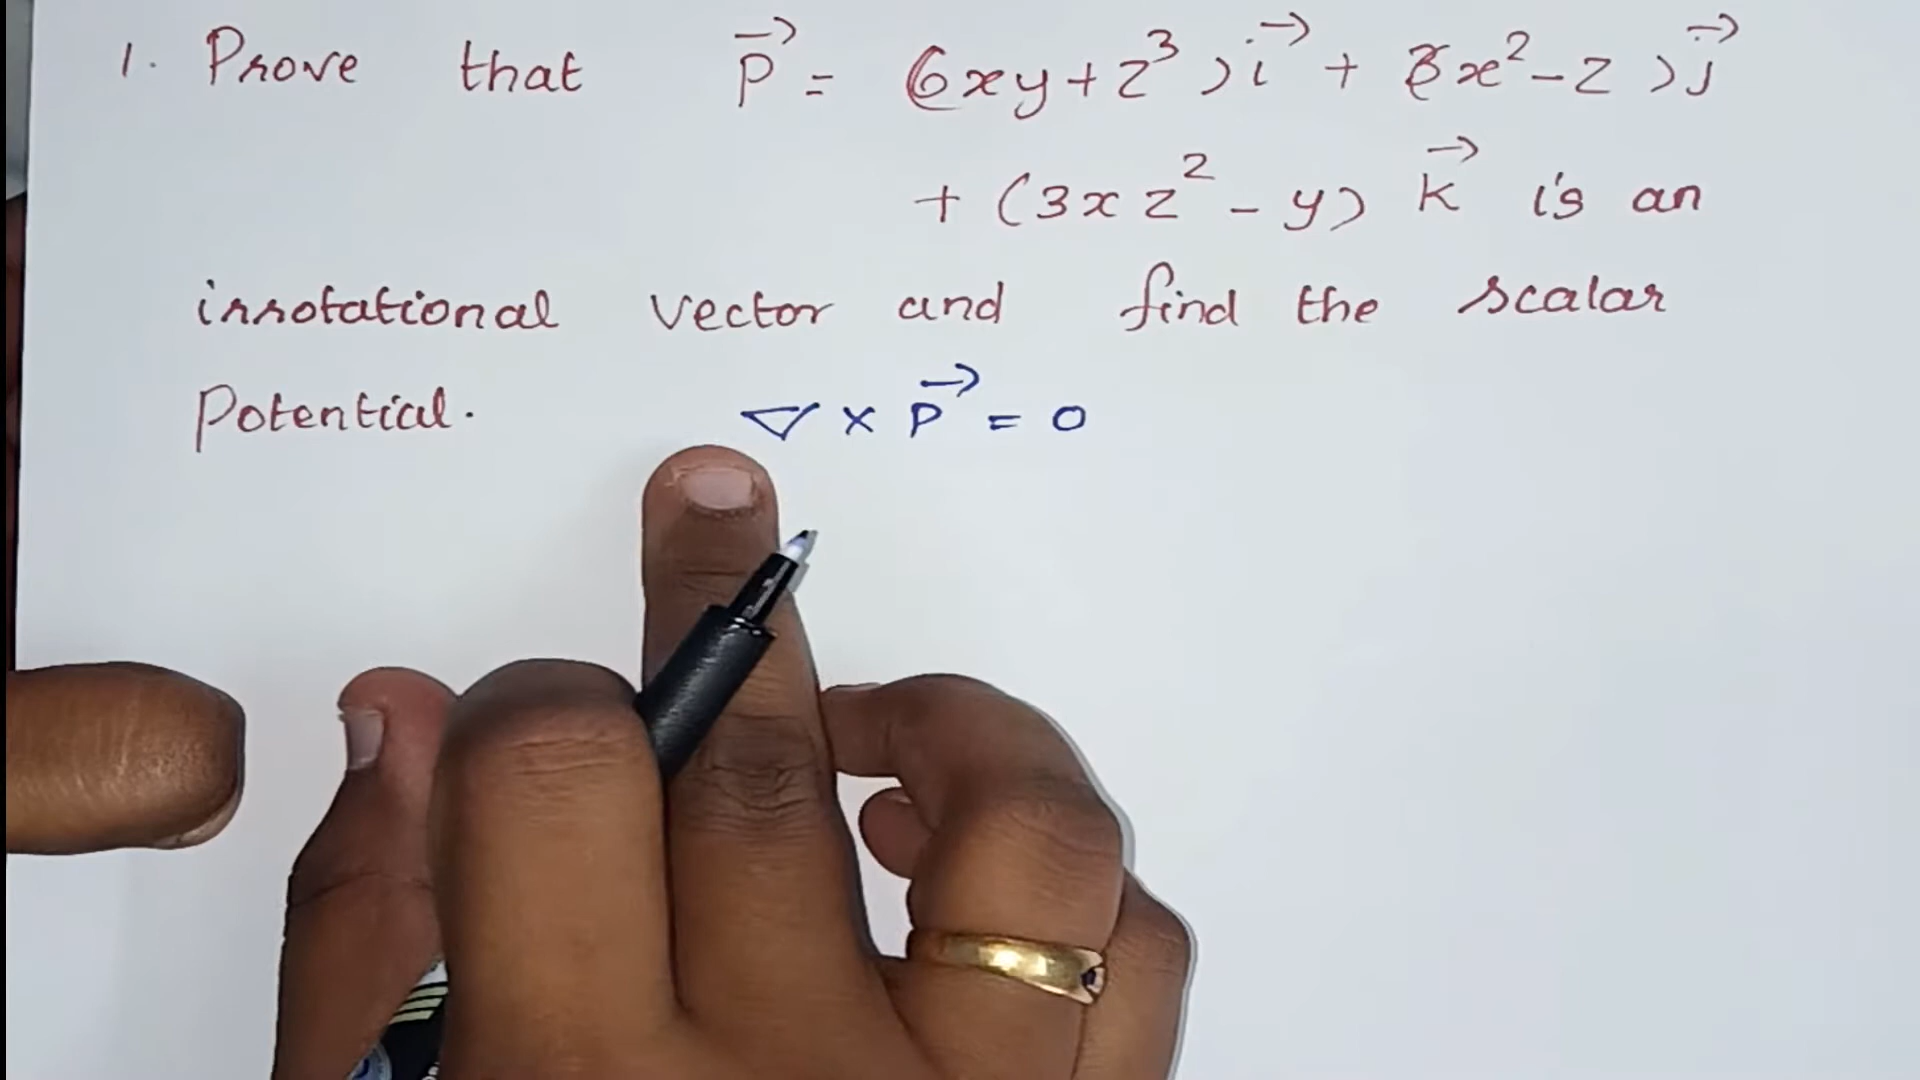 1. Prove that P⃗ = (6xy+z³)i⃗ + (3x²-z)j⃗
+ (3xz² - y) k⃗ is an
irrotational vector and find the scalar
Potential. ▽ × P⃗ = 0